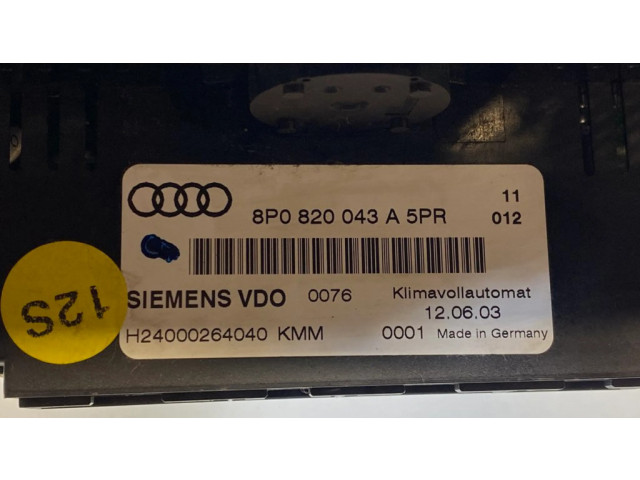 8P0 820 043 A 5PR
11
012
SIEMENS VDO 0076 Klimavollautomat
12.06.03
H24000264040 KMM 0001 Made in Germany
12S